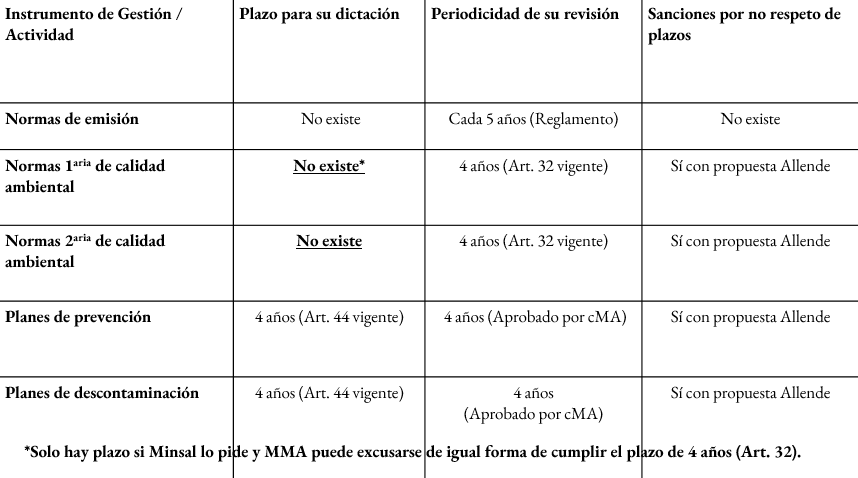 Instrumento de Gestión / Actividad
Plazo para su dictación
Periodicidad de su revisión
Sanciones por no respeto de plazos
Normas de emisión
No existe
Cada 5 años (Reglamento)
No existe
Normas 1ᵃʳⁱᵃ de calidad ambiental
No existe*
4 años (Art. 32 vigente)
Sí con propuesta Allende
Normas 2ᵃʳⁱᵃ de calidad ambiental
No existe
4 años (Art. 32 vigente)
Sí con propuesta Allende
Planes de prevención
4 años (Art. 44 vigente)
4 años (Aprobado por cMA)
Sí con propuesta Allende
Planes de descontaminación
4 años (Art. 44 vigente)
4 años
(Aprobado por cMA)
Sí con propuesta Allende
*Solo hay plazo si Minsal lo pide y MMA puede excusarse de igual forma de cumplir el plazo de 4 años (Art. 32).